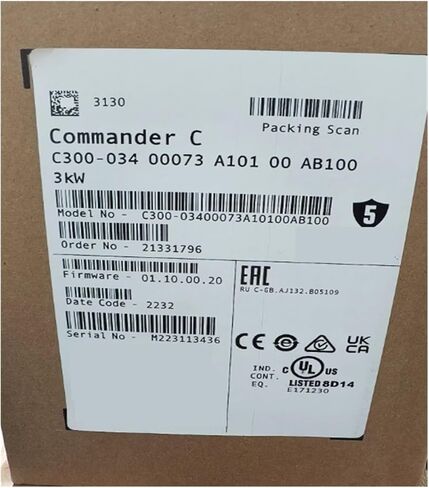 3130
Packing Scan
Commander C
C300-034 00073 A101 00 AB100
3kW
Model No - C300-03400073A10100AB100
5
Order No - 21331796
Firmware - 01.10.00.20
Date Code - 2232
Serial No - M223113436
EAC
RU C-GB.AJ132.B05109
CE UK CA
IND. CONT. EQ. C UL US LISTED 8D14
E171230